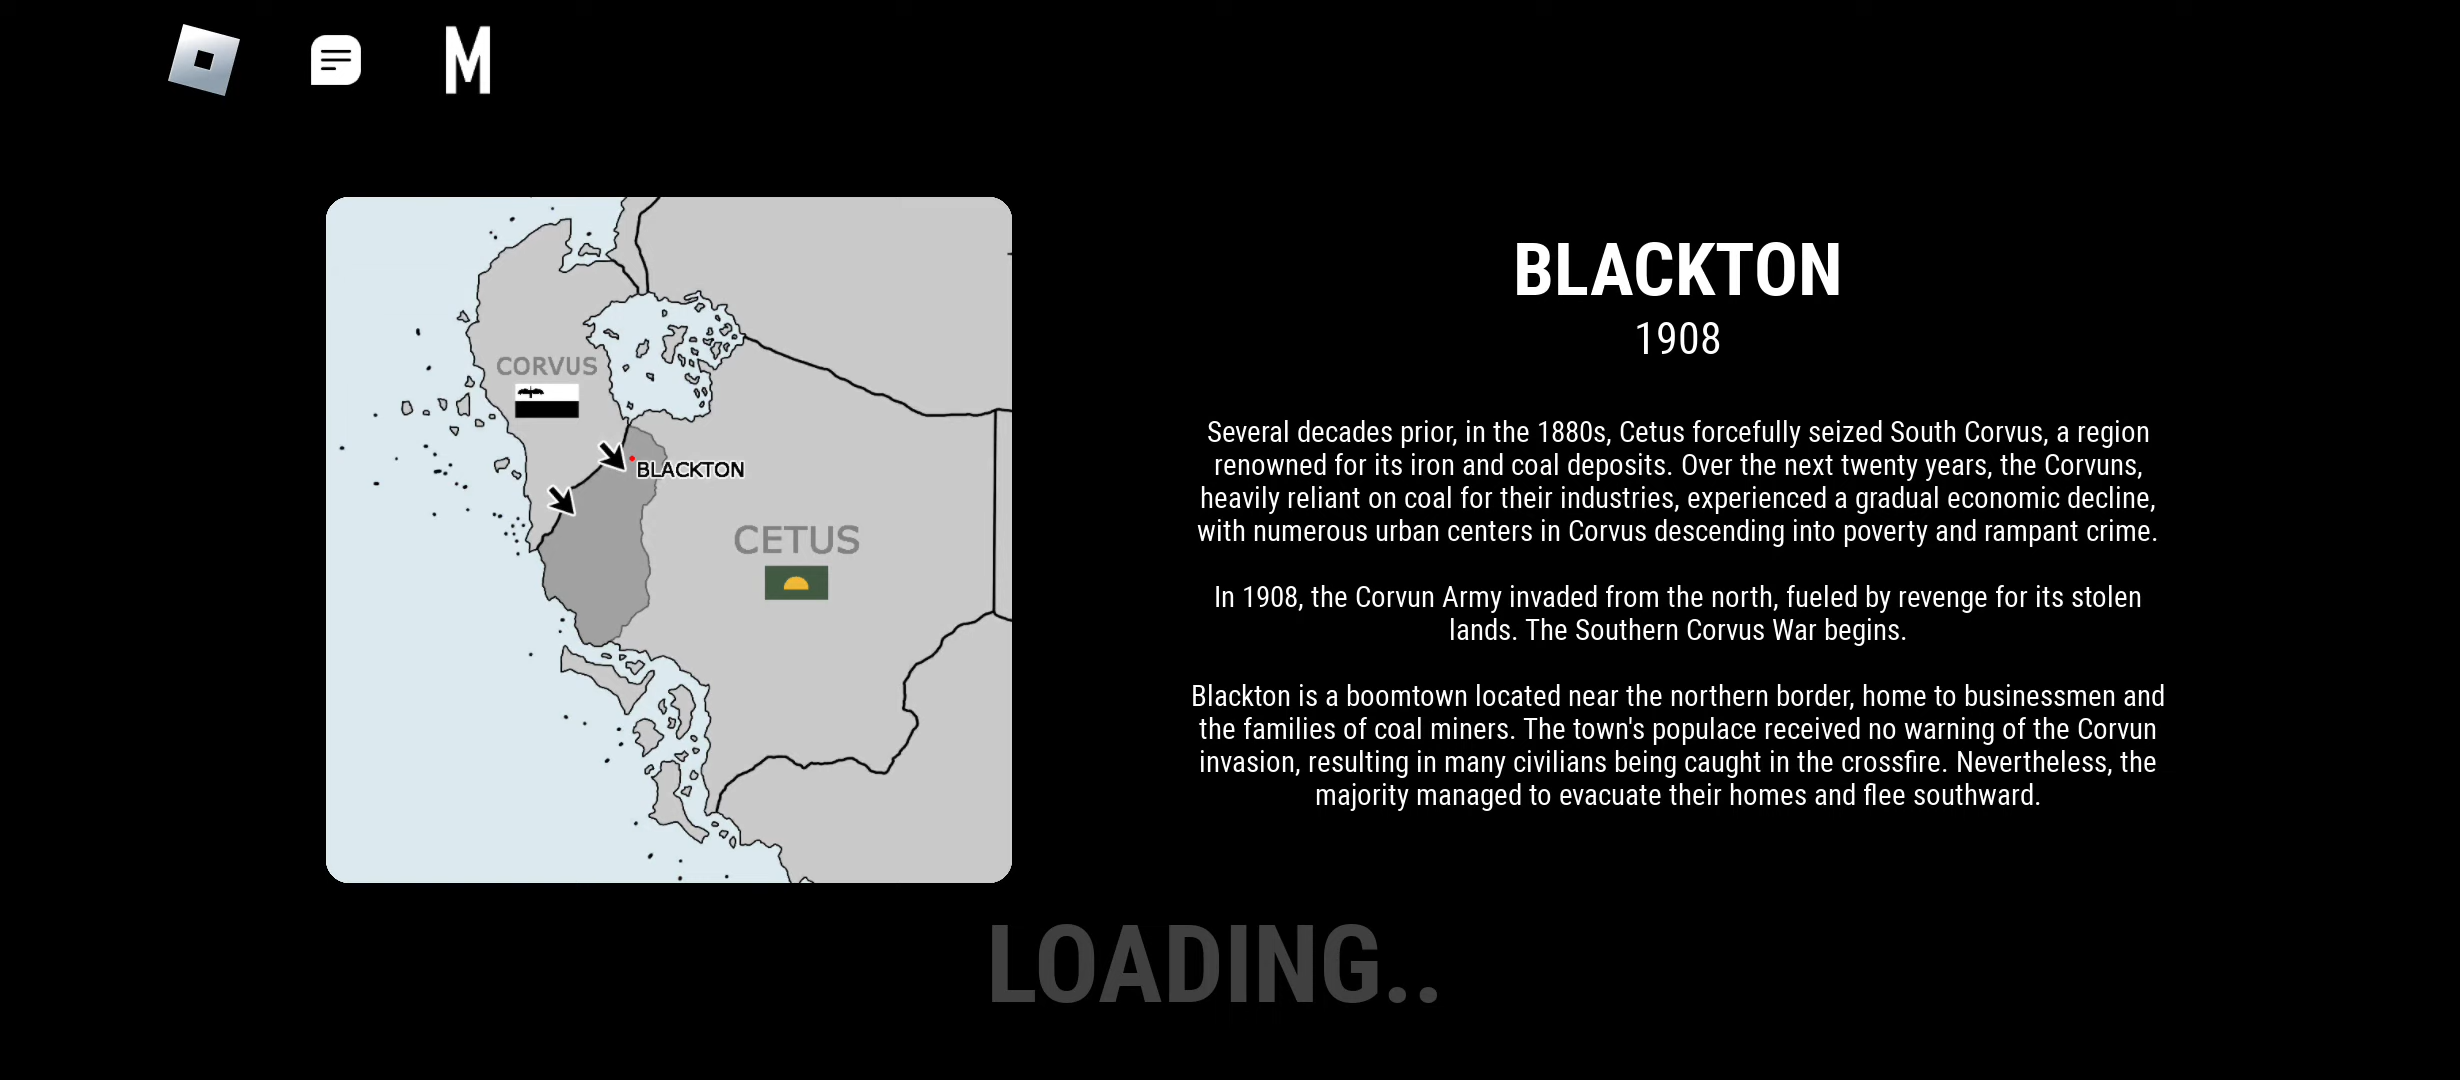 M
CORVUS
BLACKTON
CETUS
BLACKTON
1908
Several decades prior, in the 1880s, Cetus forcefully seized South Corvus, a region
renowned for its iron and coal deposits. Over the next twenty years, the Corvuns,
heavily reliant on coal for their industries, experienced a gradual economic decline,
with numerous urban centers in Corvus descending into poverty and rampant crime.
In 1908, the Corvun Army invaded from the north, fueled by revenge for its stolen
lands. The Southern Corvus War begins.
Blackton is a boomtown located near the northern border, home to businessmen and
the families of coal miners. The town's populace received no warning of the Corvun
invasion, resulting in many civilians being caught in the crossfire. Nevertheless, the
majority managed to evacuate their homes and flee southward.
LOADING..